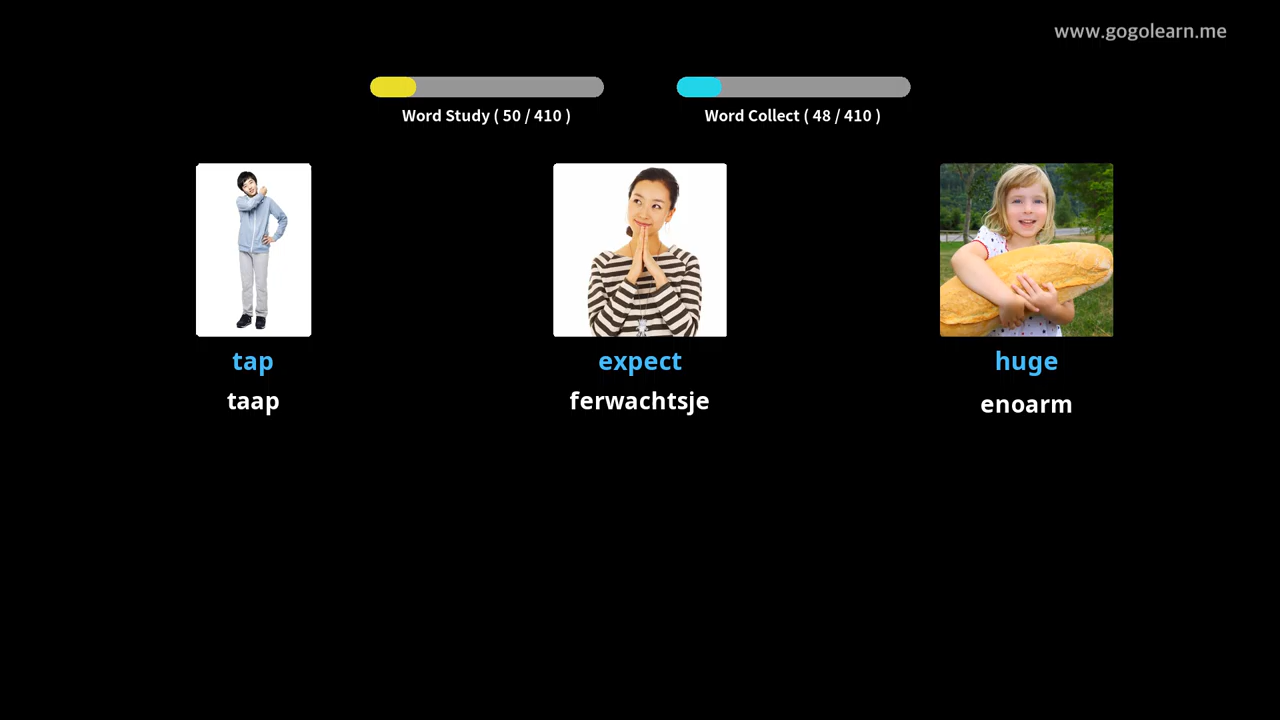 www.gogolearn.me
Word Study ( 50 / 410 )
Word Collect ( 48 / 410 )
tap
taap
expect
ferwachtsje
huge
enoarm